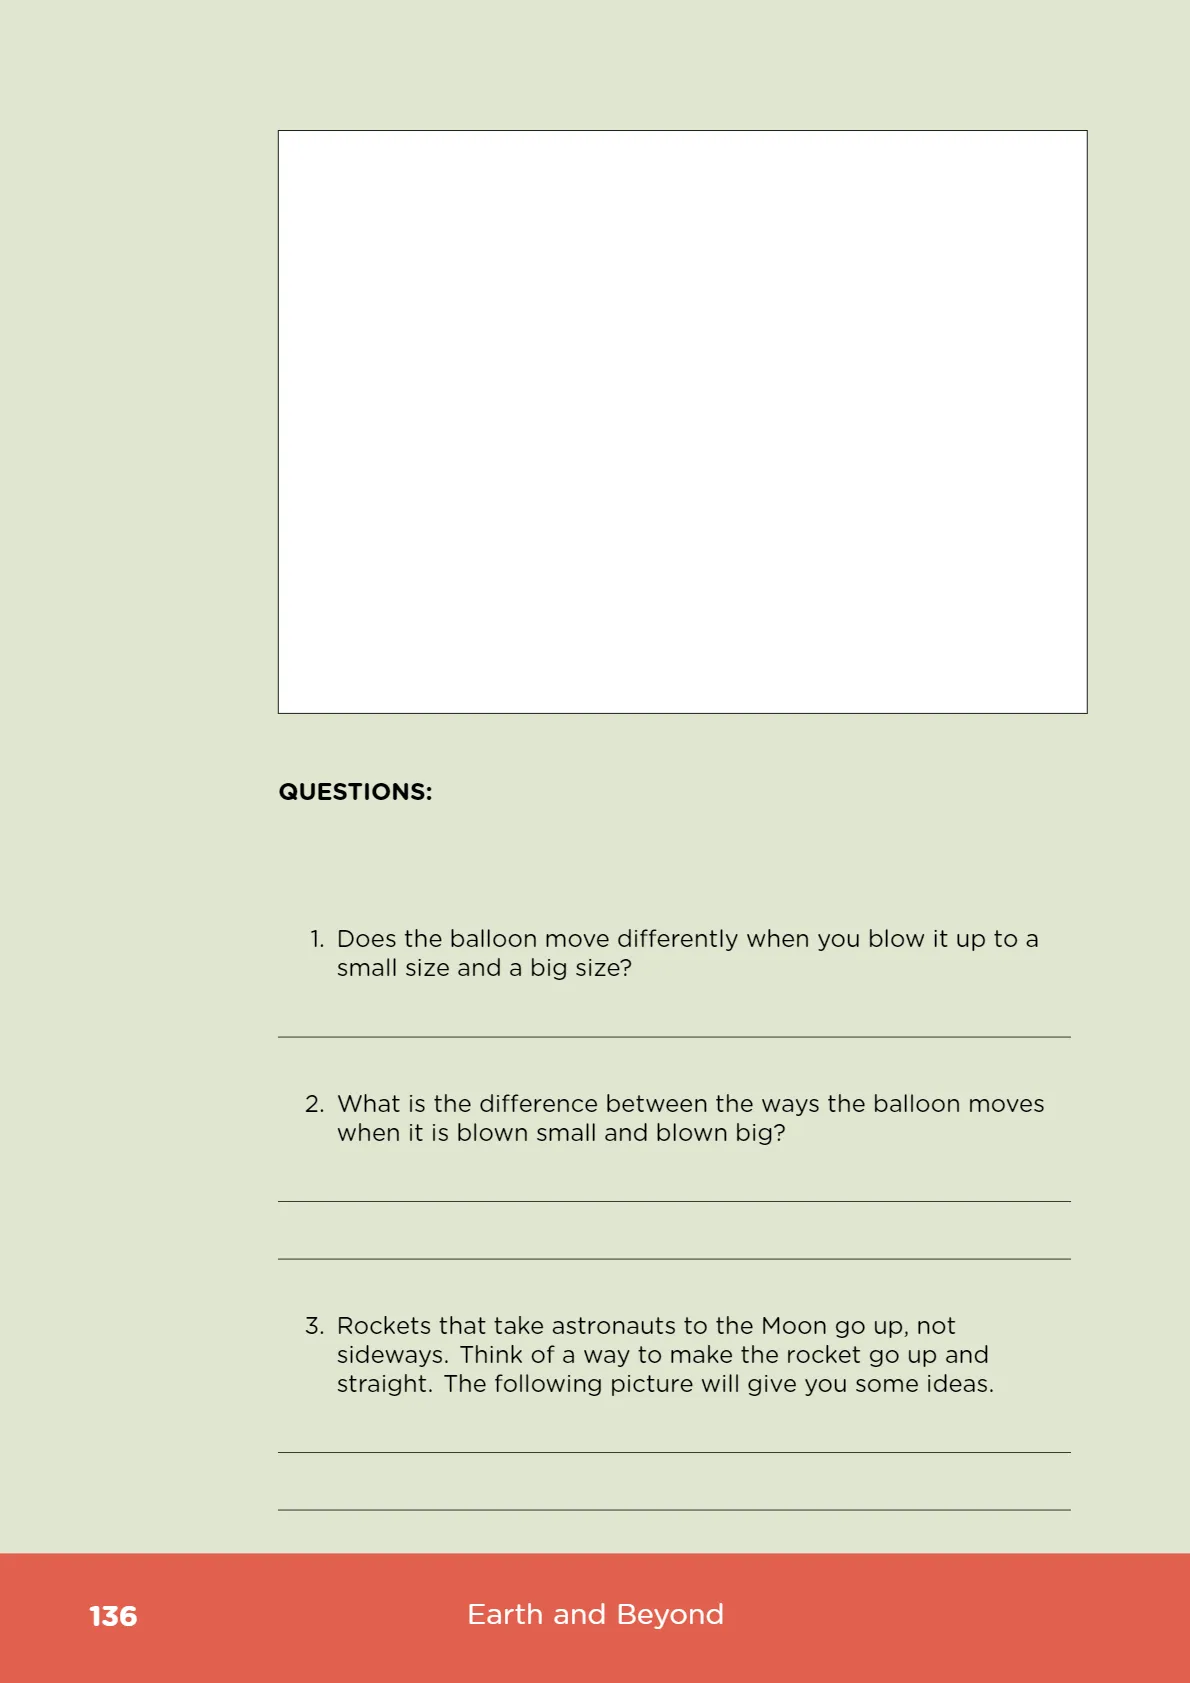 QUESTIONS:
1. Does the balloon move differently when you blow it up to a
small size and a big size?
2. What is the difference between the ways the balloon moves
when it is blown small and blown big?
3. Rockets that take astronauts to the Moon go up, not
sideways. Think of a way to make the rocket go up and
straight. The following picture will give you some ideas.
136
Earth and Beyond